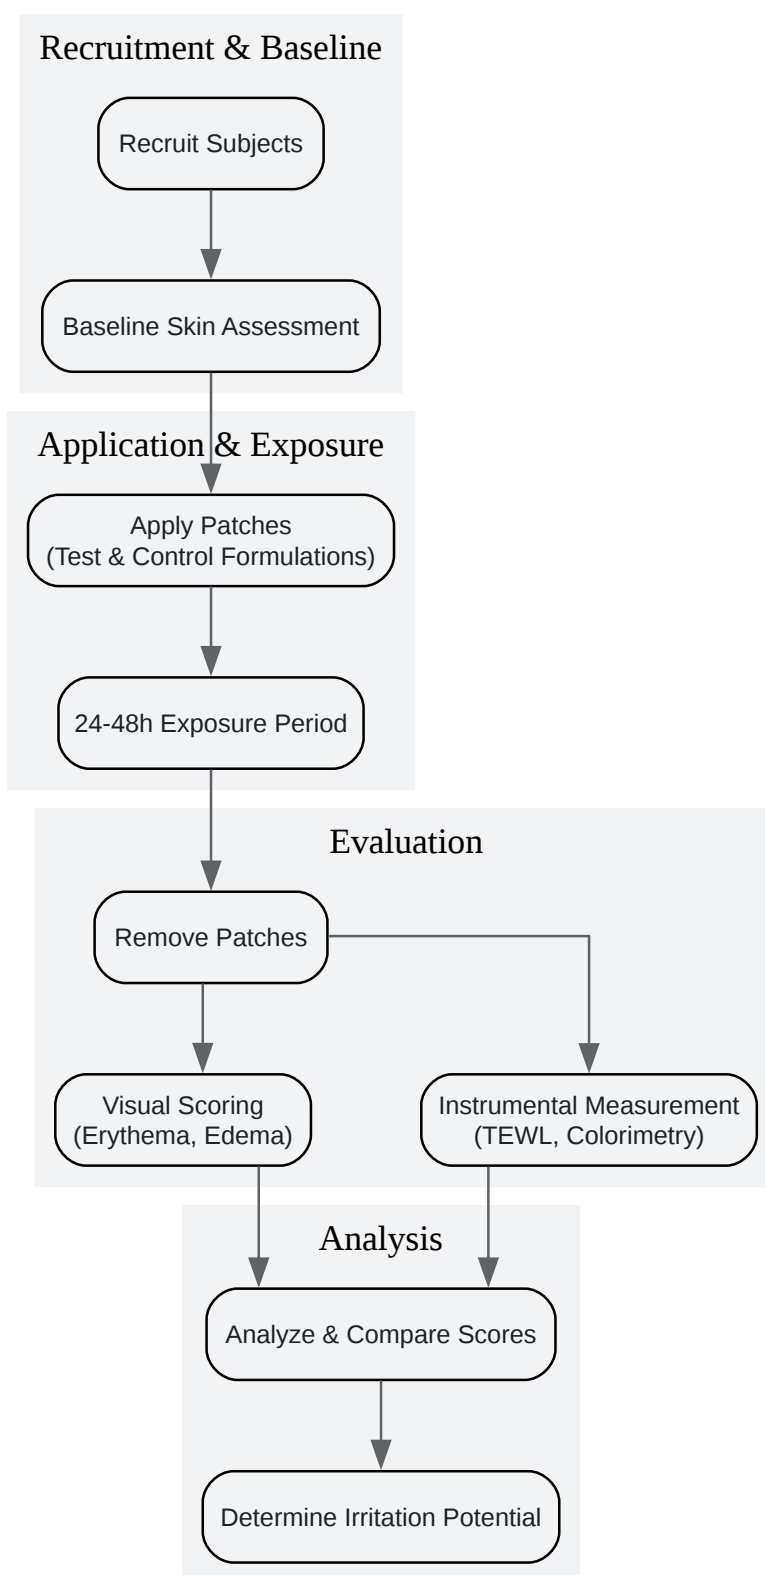 Recruitment & Baseline
Recruit Subjects
Baseline Skin Assessment
Application & Exposure
Apply Patches
(Test & Control Formulations)
24-48h Exposure Period
Evaluation
Remove Patches
Visual Scoring
(Erythema, Edema)
Instrumental Measurement
(TEWL, Colorimetry)
Analysis
Analyze & Compare Scores
Determine Irritation Potential